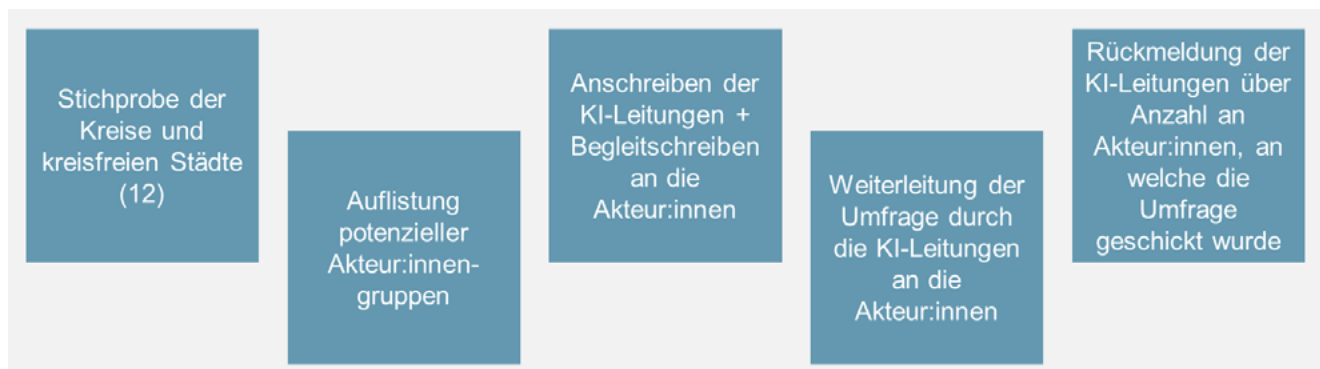 Stichprobe der
Kreise und
kreisfreien Städte
(12)
Auflistung
potenzieller
Akteur:innen-
gruppen
Anschreiben der
KI-Leitungen +
Begleitschreiben
an die
Akteur:innen
Weiterleitung der
Umfrage durch
die KI-Leitungen
an die
Akteur:innen
Rückmeldung der
KI-Leitungen über
Anzahl an
Akteur:innen, an
welche die
Umfrage
geschickt wurde